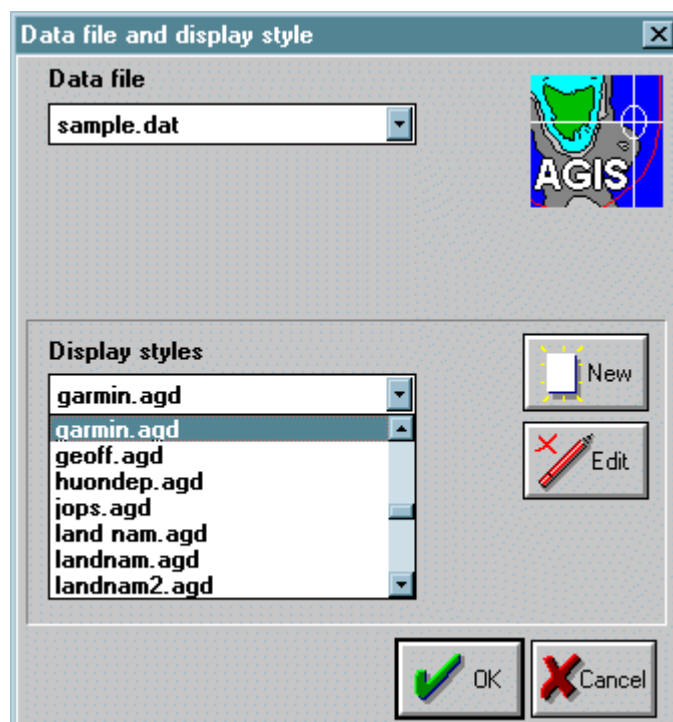 Data file and display style
Data file
sample.dat
AGIS
Display styles
garmin.agd
New
garmin.agd
geoff.agd
Edit
huondep.agd
jops.agd
land nam.agd
landnam.agd
landnam2.agd
OK
Cancel